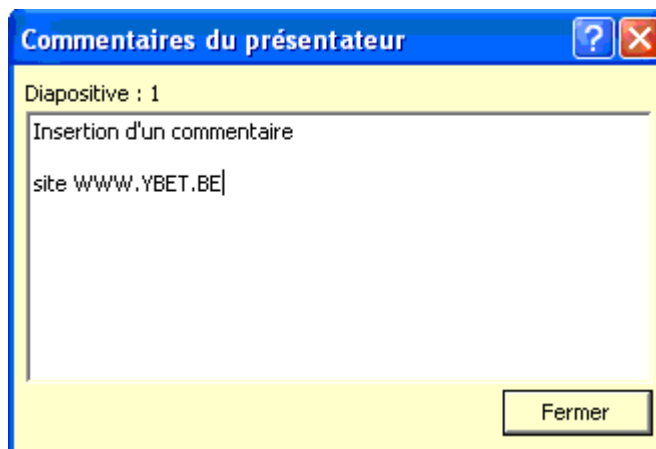 Commentaires du présentateur
Diapositive : 1
Insertion d'un commentaire
site WWW.YBET.BE
Fermer